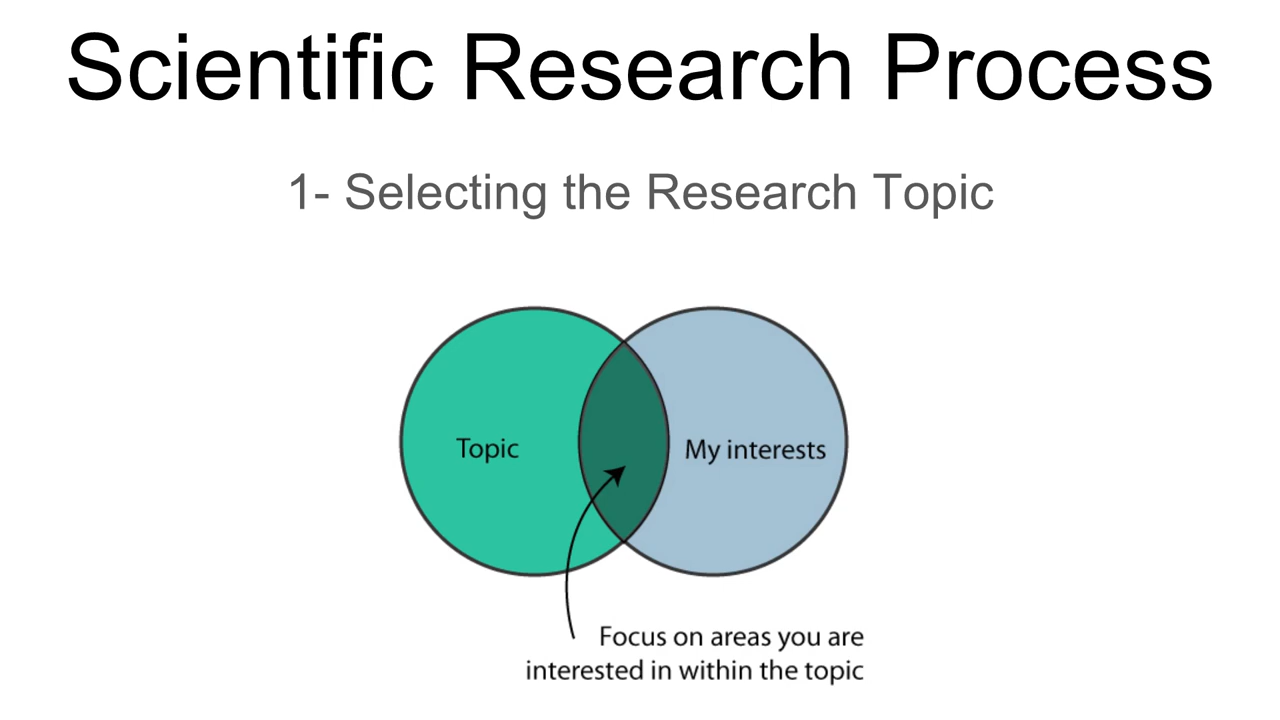 Scientific Research Process
1- Selecting the Research Topic
Topic
My interests
Focus on areas you are
interested in within the topic